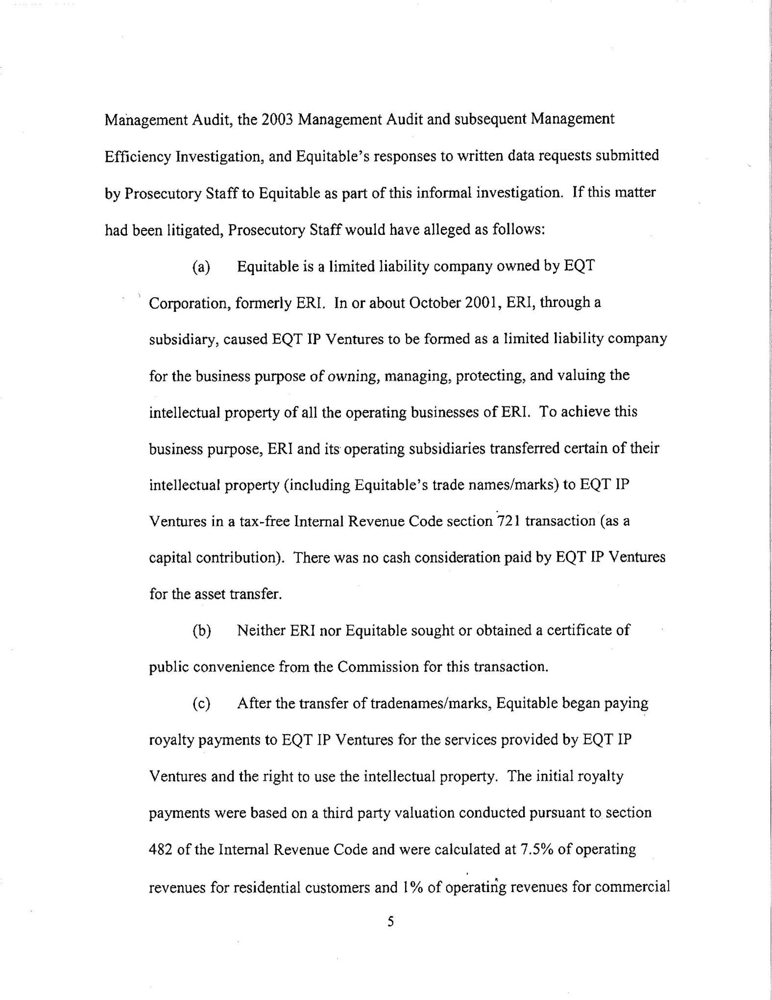 Management Audit, the 2003 Management Audit and subsequent Management
Efficiency Investigation, and Equitable's responses to written data requests submitted
by Prosecutory Staff to Equitable as part of this informal investigation.  If this matter
had been litigated, Prosecutory Staff would have alleged as follows:
(a) Equitable is a limited liability company owned by EQT
Corporation, formerly ERI.  In or about October 2001, ERI, through a
subsidiary, caused EQT IP Ventures to be formed as a limited liability company
for the business purpose of owning, managing, protecting, and valuing the
intellectual property of all the operating businesses of ERI.  To achieve this
business purpose, ERI and its operating subsidiaries transferred certain of their
intellectual property (including Equitable's trade names/marks) to EQT IP
Ventures in a tax-free Internal Revenue Code section 721 transaction (as a
capital contribution).  There was no cash consideration paid by EQT IP Ventures
for the asset transfer.
(b) Neither ERI nor Equitable sought or obtained a certificate of
public convenience from the Commission for this transaction.
(c) After the transfer of tradenames/marks, Equitable began paying
royalty payments to EQT IP Ventures for the services provided by EQT IP
Ventures and the right to use the intellectual property.  The initial royalty
payments were based on a third party valuation conducted pursuant to section
482 of the Internal Revenue Code and were calculated at 7.5% of operating
revenues for residential customers and 1% of operating revenues for commercial
5